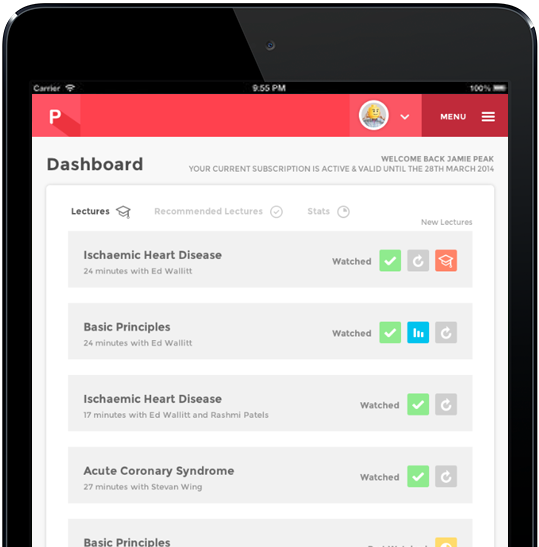 Carrier 9:55 PM 100%
P MENU
Dashboard
WELCOME BACK JAMIE PEAK
YOUR CURRENT SUBSCRIPTION IS ACTIVE & VALID UNTIL THE 28TH MARCH 2014
Lectures Recommended Lectures Stats
New Lectures
Ischaemic Heart Disease
24 minutes with Ed Wallitt
Watched
Basic Principles
24 minutes with Ed Wallitt
Watched
Ischaemic Heart Disease
17 minutes with Ed Wallitt and Rashmi Patels
Watched
Acute Coronary Syndrome
27 minutes with Stevan Wing
Watched
Basic Principles